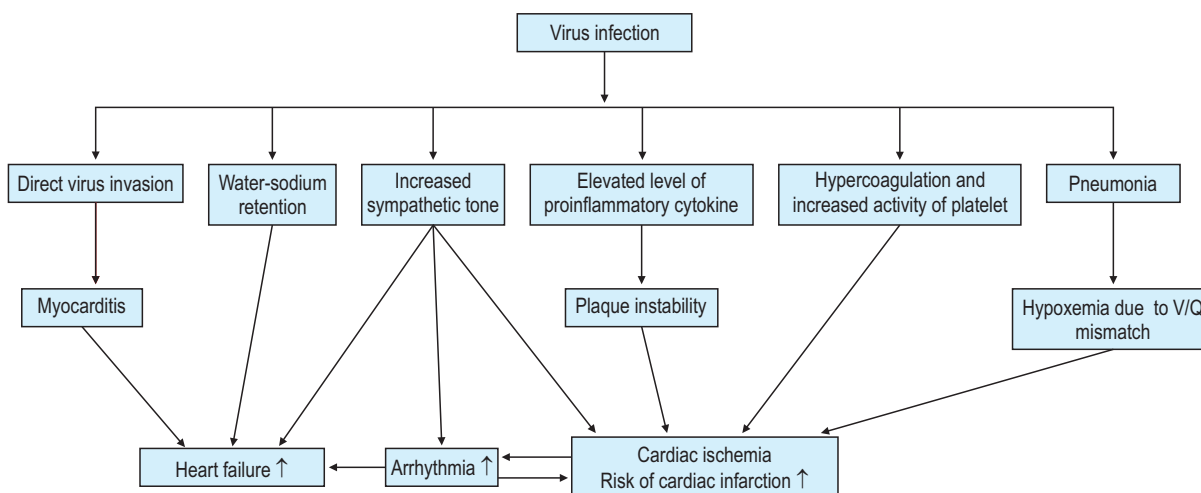 Virus infection
Direct virus invasion
Water-sodium
retention
Increased
sympathetic tone
Elevated level of
proinflammatory cytokine
Hypercoagulation and
increased activity of platelet
Pneumonia
Myocarditis
Plaque instability
Hypoxemia due to V/Q
mismatch
Heart failure ↑
Arrhythmia ↑
Cardiac ischemia
Risk of cardiac infarction ↑